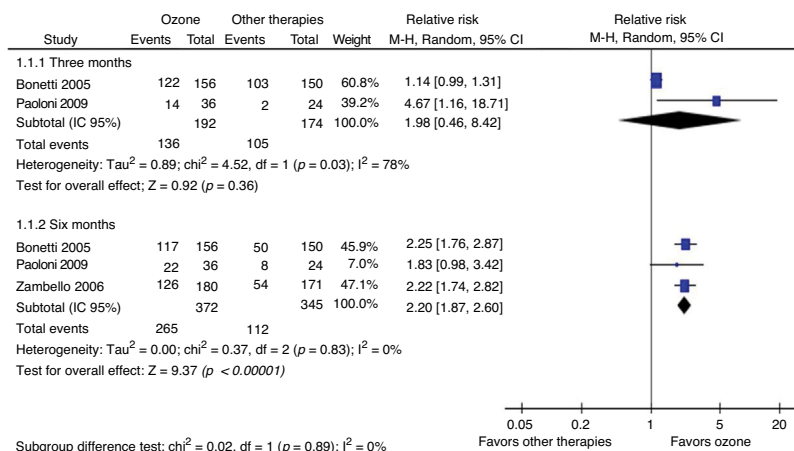 Ozone Other therapies Relative risk Relative risk
Study Events Total Events Total Weight M-H, Random, 95% CI M-H, Random, 95% CI
1.1.1 Three months
Bonetti 2005 122 156 103 150 60.8% 1.14 [0.99, 1.31]
Paoloni 2009 14 36 2 24 39.2% 4.67 [1.16, 18.71]
Subtotal (IC 95%) 192 174 100.0% 1.98 [0.46, 8.42]
Total events 136 105
Heterogeneity: Tau² = 0.89; chi² = 4.52, df = 1 (p = 0.03); I² = 78%
Test for overall effect; Z = 0.92 (p = 0.36)
1.1.2 Six months
Bonetti 2005 117 156 50 150 45.9% 2.25 [1.76, 2.87]
Paoloni 2009 22 36 8 24 7.0% 1.83 [0.98, 3.42]
Zambello 2006 126 180 54 171 47.1% 2.22 [1.74, 2.82]
Subtotal (IC 95%) 372 345 100.0% 2.20 [1.87, 2.60]
Total events 265 112
Heterogeneity: Tau² = 0.00; chi² = 0.37, df = 2 (p = 0.83); I² = 0%
Test for overall effect: Z = 9.37 (p < 0.00001)
0.05 0.2 1 5 20
Favors other therapies Favors ozone
Subgroup difference test: chi² = 0.02, df = 1 (p = 0.89); I² = 0%